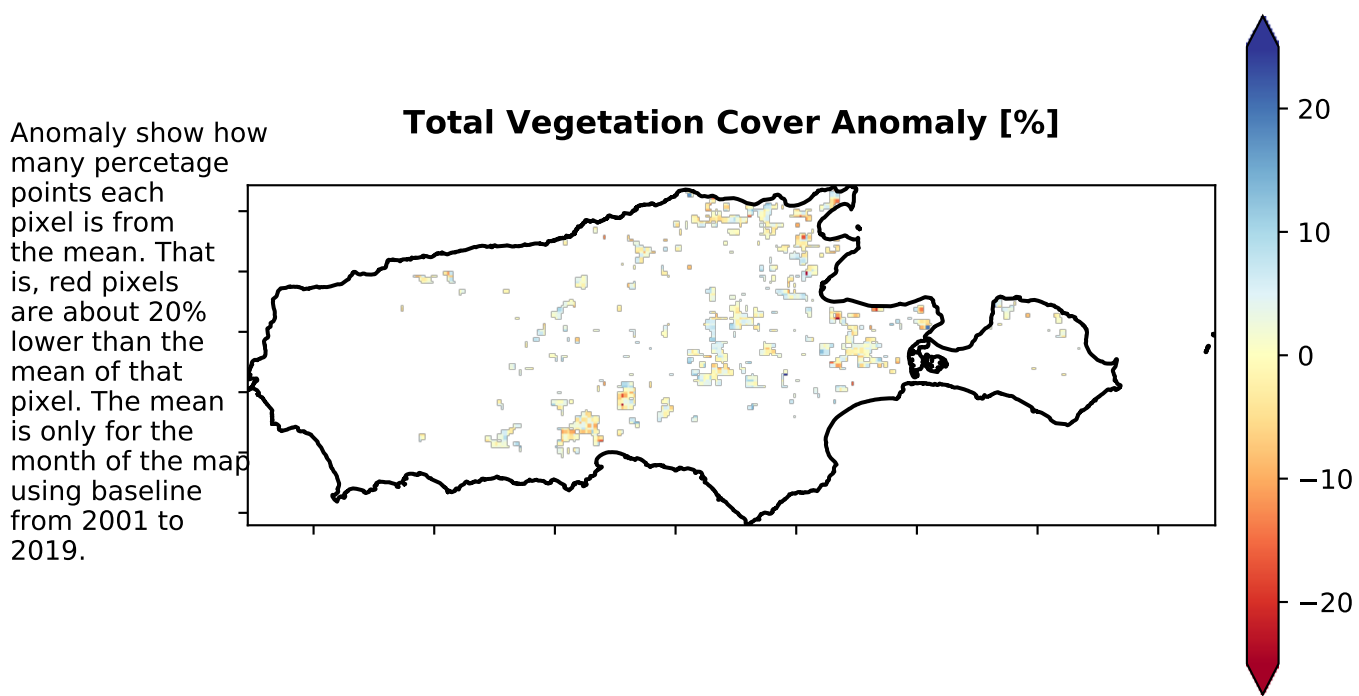 Total Vegetation Cover Anomaly [%]
Anomaly show how
many percetage
points each
pixel is from
the mean. That
is, red pixels
are about 20%
lower than the
mean of that
pixel. The mean
is only for the
month of the map
using baseline
from 2001 to
2019.
20
10
0
−10
−20